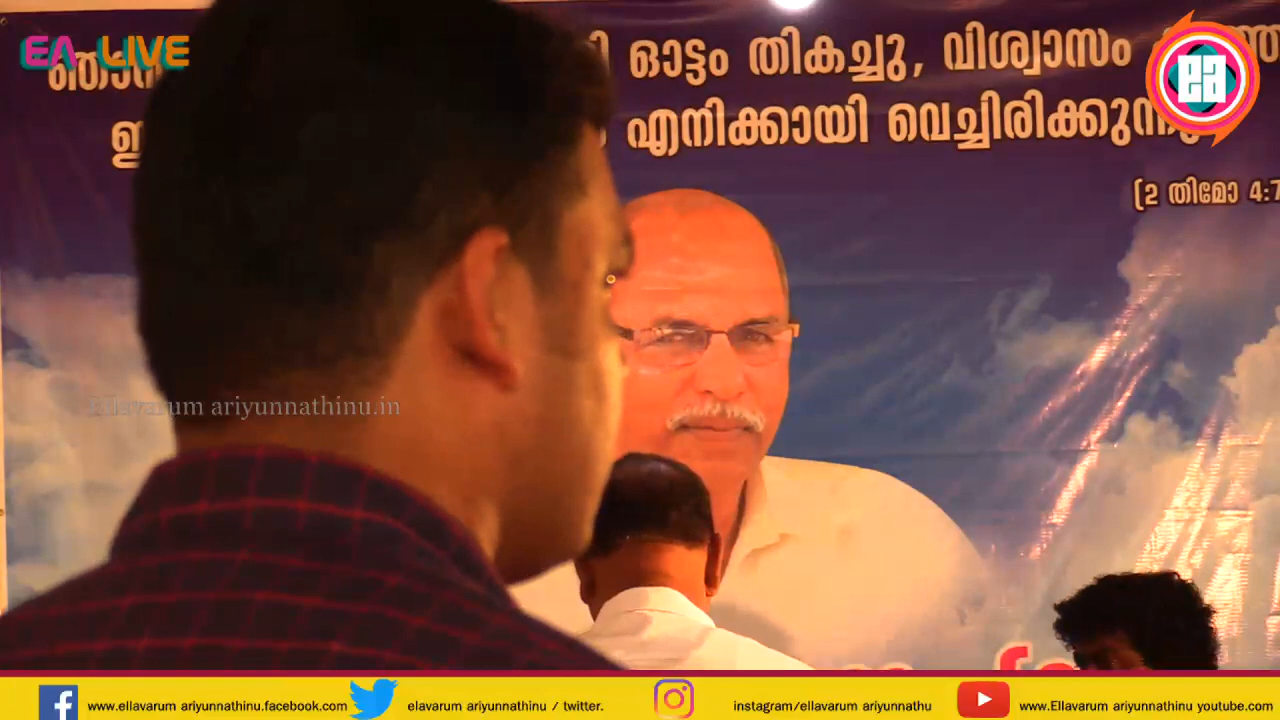 EA LIVE
ഓട്ടം തികച്ചു, വിശ്വാസം
ea
എനിക്കായി വെച്ചിരിക്കുന്നു
(2 തിമോ 4:7
Ellavarum ariyunnathinu.in
www.ellavarum ariyunnathinu.facebook.com
elavarum ariyunnathinu / twitter.
instagram/ellavarum ariyunnathu
www.Ellavarum ariyunnathinu youtube.com